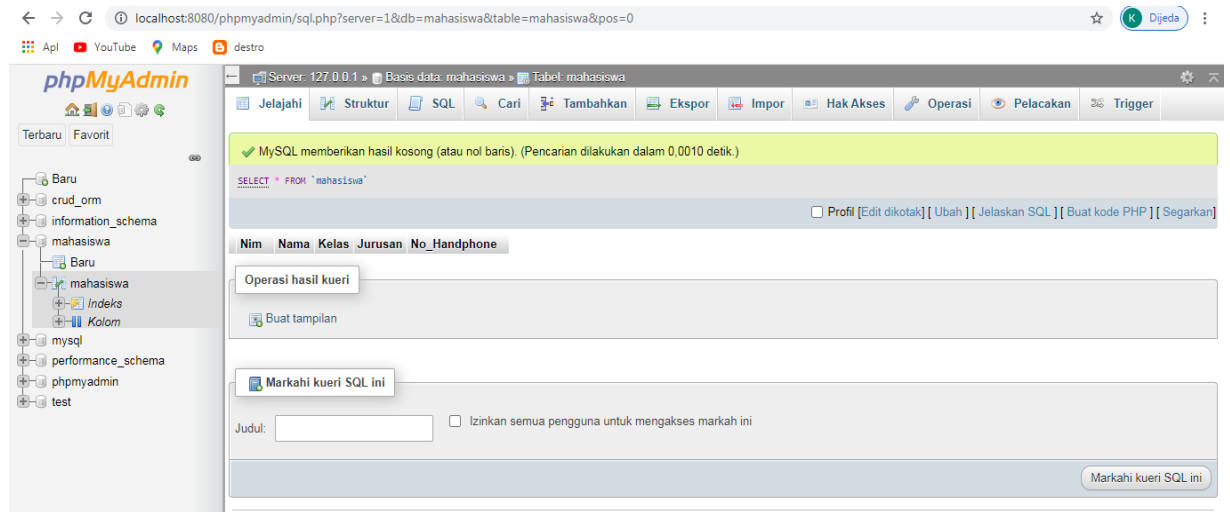 localhost:8080/phpmyadmin/sql.php?server=1&db=mahasiswa&table=mahasiswa&pos=0
K Dijeda
Apl YouTube Maps destro
phpMyAdmin
Terbaru Favorit
Baru
crud_orm
information_schema
mahasiswa
Baru
mahasiswa
Indeks
Kolom
mysql
performance_schema
phpmyadmin
test
Server: 127.0.0.1 » Basis data: mahasiswa » Tabel: mahasiswa
Jelajahi Struktur SQL Cari Tambahkan Ekspor Impor Hak Akses Operasi Pelacakan Trigger
MySQL memberikan hasil kosong (atau nol baris). (Pencarian dilakukan dalam 0,0010 detik.)
SELECT * FROM `mahasiswa`
Profil [Edit dikotak] [ Ubah ] [ Jelaskan SQL ] [ Buat kode PHP ] [ Segarkan]
Nim Nama Kelas Jurusan No_Handphone
Operasi hasil kueri
Buat tampilan
Markahi kueri SQL ini
Judul: Izinkan semua pengguna untuk mengakses markah ini
Markahi kueri SQL ini